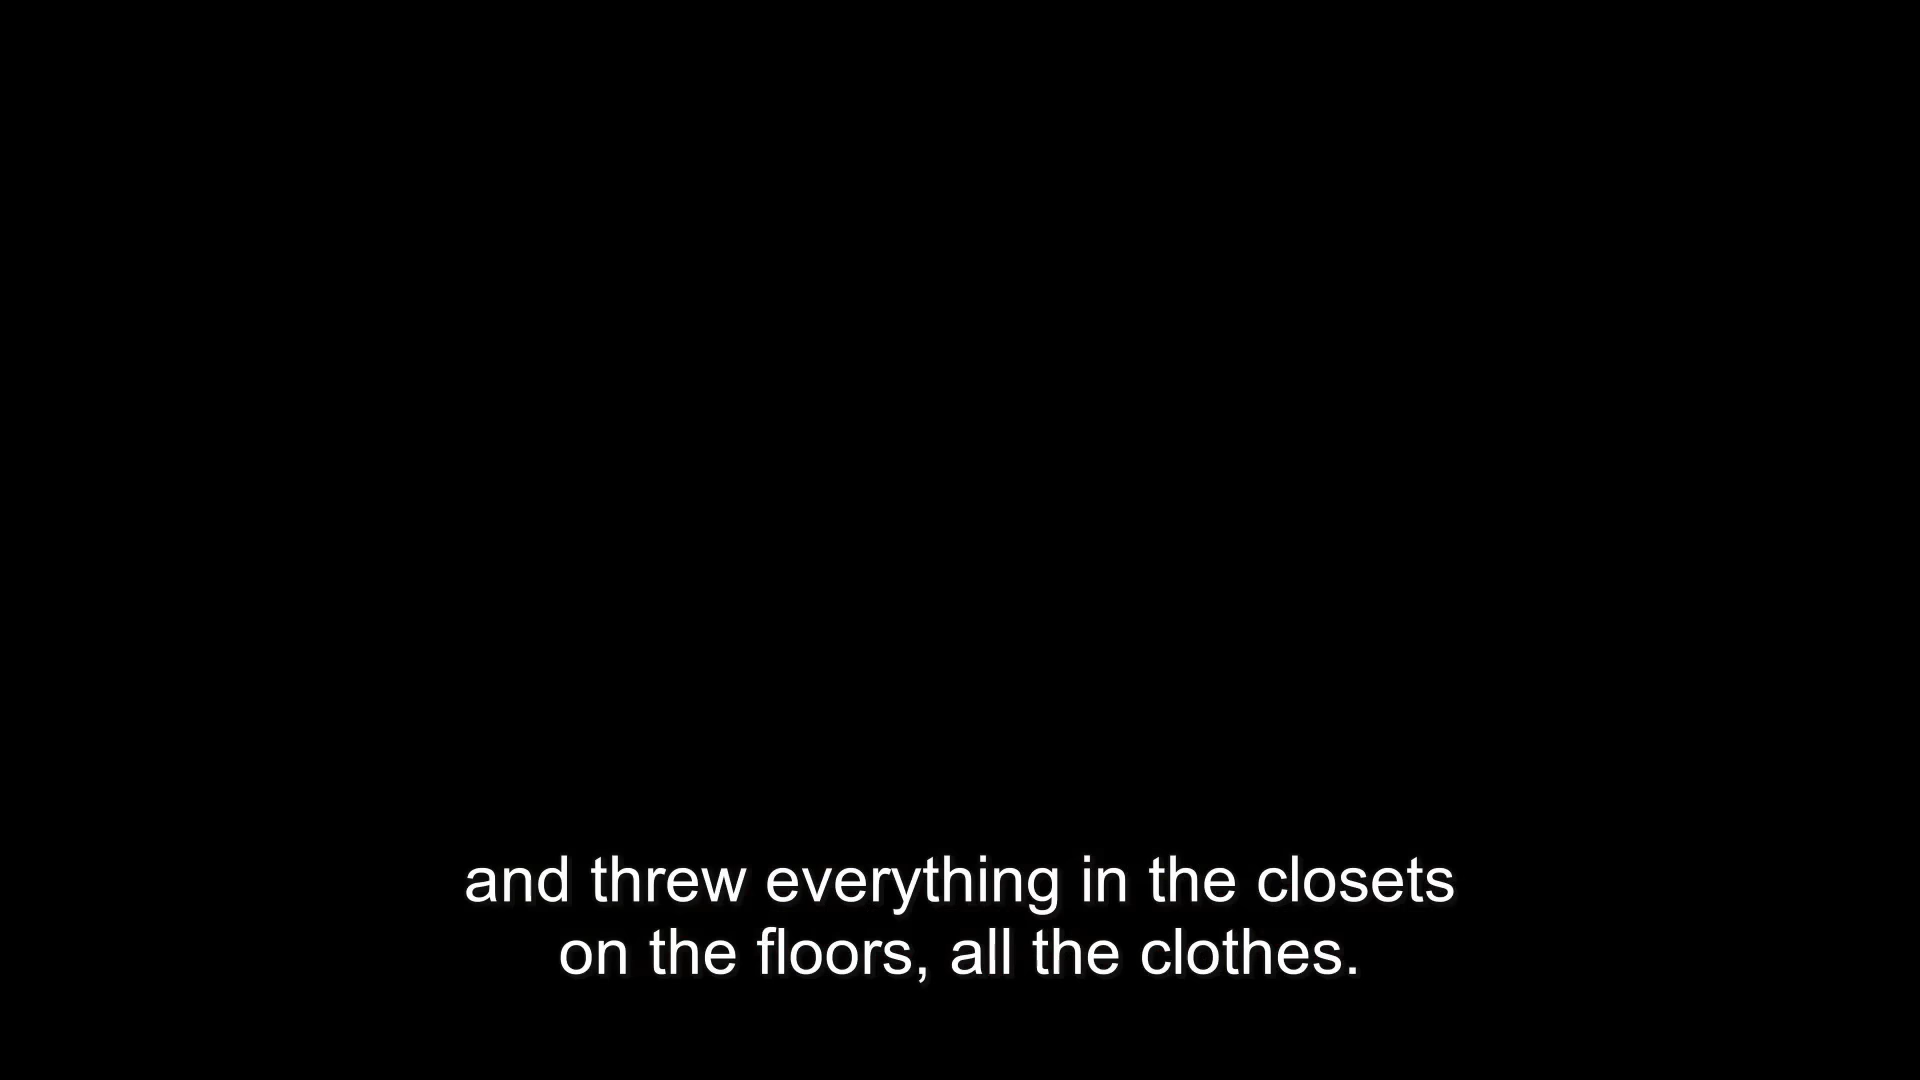 and threw everything in the closets
on the floors, all the clothes.